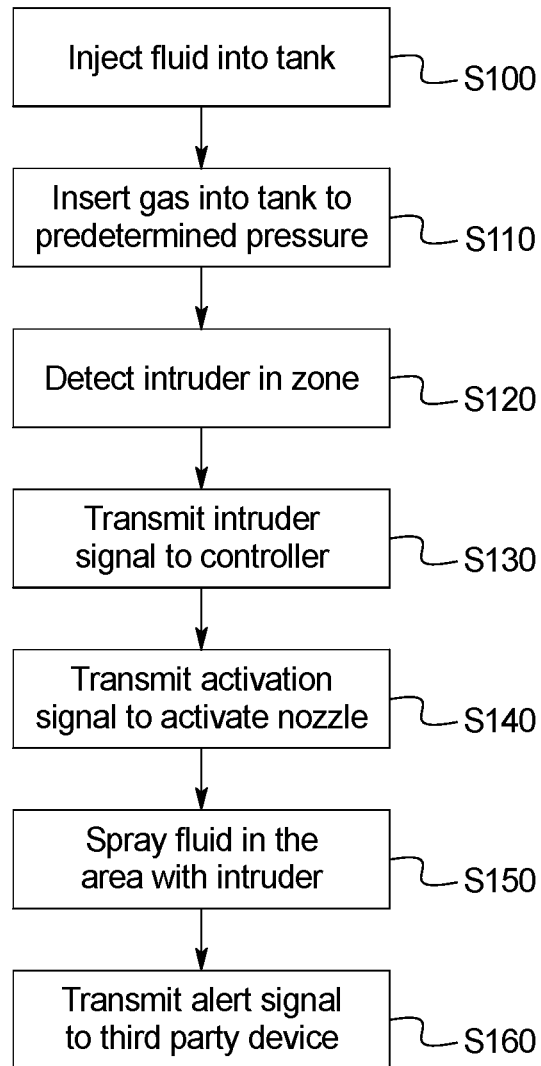 Inject fluid into tank
S100
Insert gas into tank to
predetermined pressure
S110
Detect intruder in zone
S120
Transmit intruder
signal to controller
S130
Transmit activation
signal to activate nozzle
S140
Spray fluid in the
area with intruder
S150
Transmit alert signal
to third party device
S160